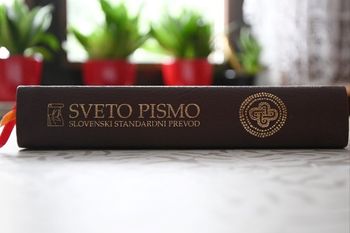 SVETO PISMO
SLOVENSKI STANDARDNI PREVOD